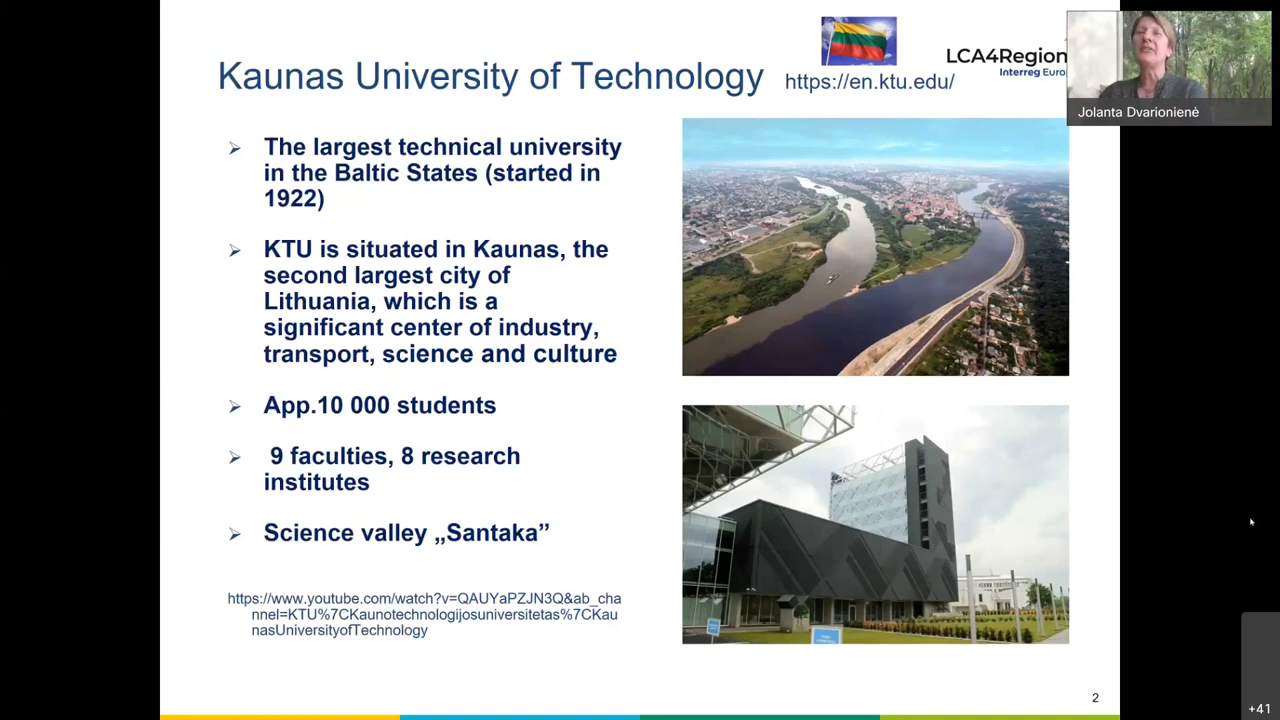 Kaunas University of Technology
https://en.ktu.edu/
LCA4Region
Interreg Euro
Jolanta Dvarionienė
The largest technical university
in the Baltic States (started in
1922)
KTU is situated in Kaunas, the
second largest city of
Lithuania, which is a
significant center of industry,
transport, science and culture
App.10 000 students
9 faculties, 8 research
institutes
Science valley „Santaka”
https://www.youtube.com/watch?v=QAUYaPZJN3Q&ab_cha
nnel=KTU%7CKaunotechnologijosuniversitetas%7CKau
nasUniversityofTechnology
2
+41